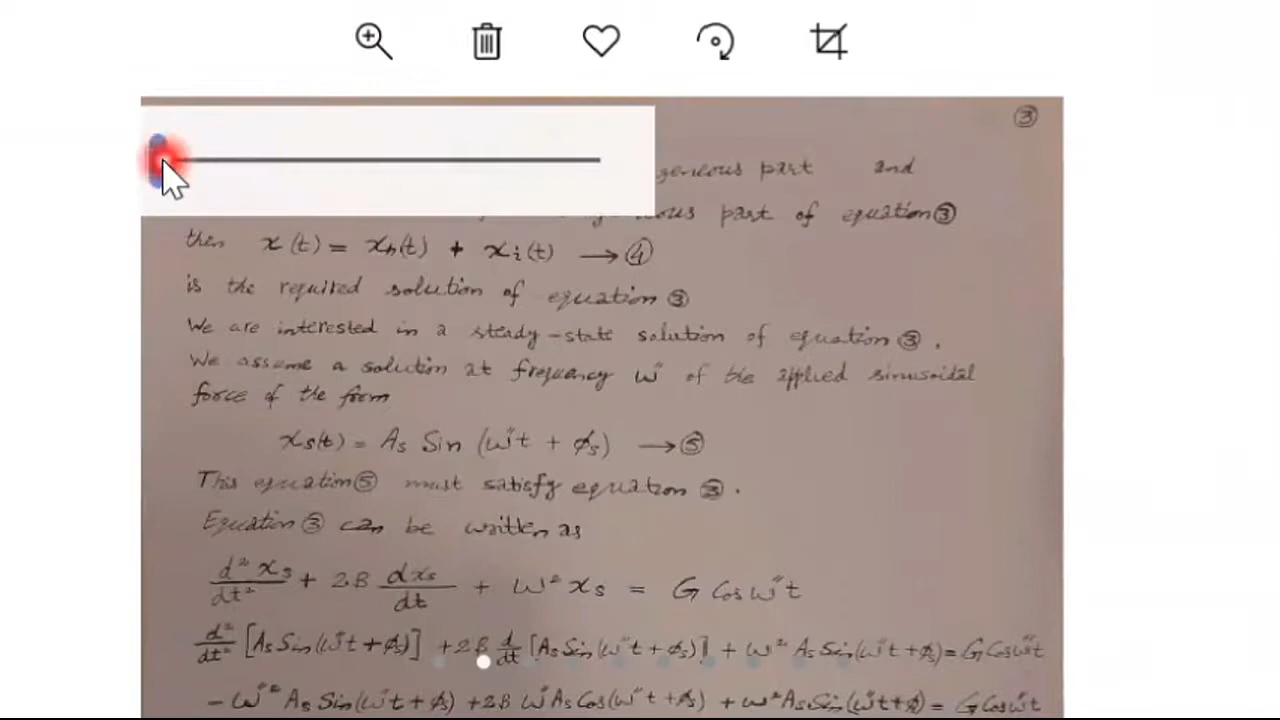 ③
geneous part and
part of equation③
then x(t) = xh(t) + xi(t) → ④
is the required solution of equation ③
We are interested in a steady-state solution of equation ③.
We assume a solution at frequency ω" of the applied sinusoidal
force of the form
xs(t) = As Sin (ω"t + φs) → ⑤
This equation⑤ must satisfy equation ③.
Equation ③ can be written as
d²xs/dt² + 2B dxs/dt + ω² xs = G Cos ω"t
d²/dt² [As Sin(ω"t + φs)] + 2B d/dt [As Sin(ω"t + φs)] + ω² As Sin(ω"t + φs) = G Cos ω"t
- ω"² As Sin(ω"t + φs) + 2B ω" As Cos(ω"t + φs) + ω² As Sin(ω"t + φ) = G Cos ω"t